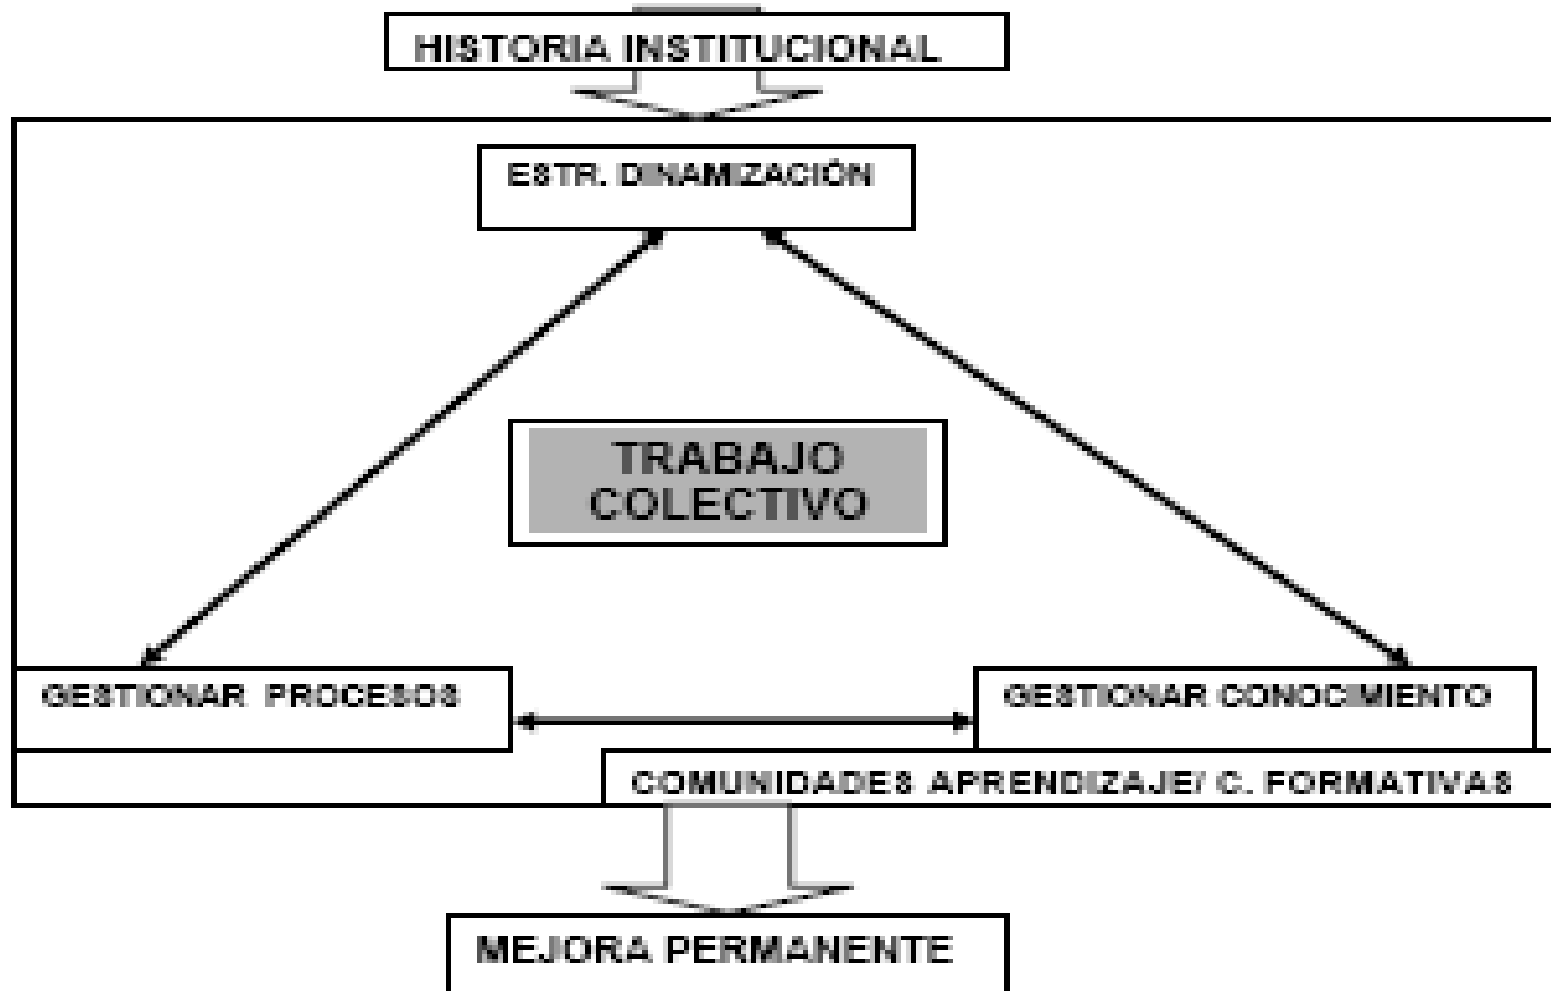 HISTORIA INSTITUCIONAL
ESTR. DINAMIZACIÓN
TRABAJO
COLECTIVO
GESTIONAR PROCESOS
GESTIONAR CONOCIMIENTO
COMUNIDADES APRENDIZAJE/ C. FORMATIVAS
MEJORA PERMANENTE